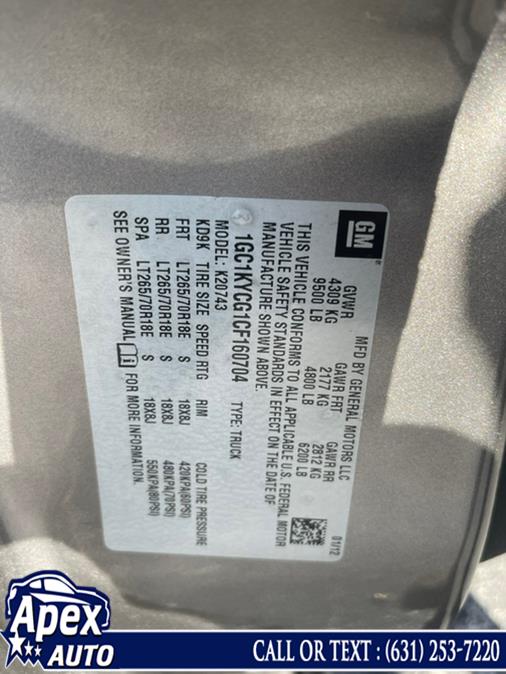 GM
MFD BY GENERAL MOTORS LLC
GVWR GAWR FRT GAWR RR
4309 KG 2177 KG 2812 KG
9500 LB 4800 LB 6200 LB
01/12
THIS VEHICLE CONFORMS TO ALL APPLICABLE U.S. FEDERAL MOTOR
VEHICLE SAFETY STANDARDS IN EFFECT ON THE DATE OF
MANUFACTURE SHOWN ABOVE.
1GC1KYCG1CF160704 TYPE: TRUCK
MODEL: K20743
KD9K TIRE SIZE SPEED RTG RIM COLD TIRE PRESSURE
FRT LT265/70R18E S 18X8J 420KPA(60PSI)
RR. LT265/70R18E S 18X8J 480KPA(70PSI)
SPA LT265/70R18E S 18X8J 550KPA(80PSI)
SEE OWNER'S MANUAL FOR MORE INFORMATION.
Apex
AUTO
CALL OR TEXT : (631) 253-7220